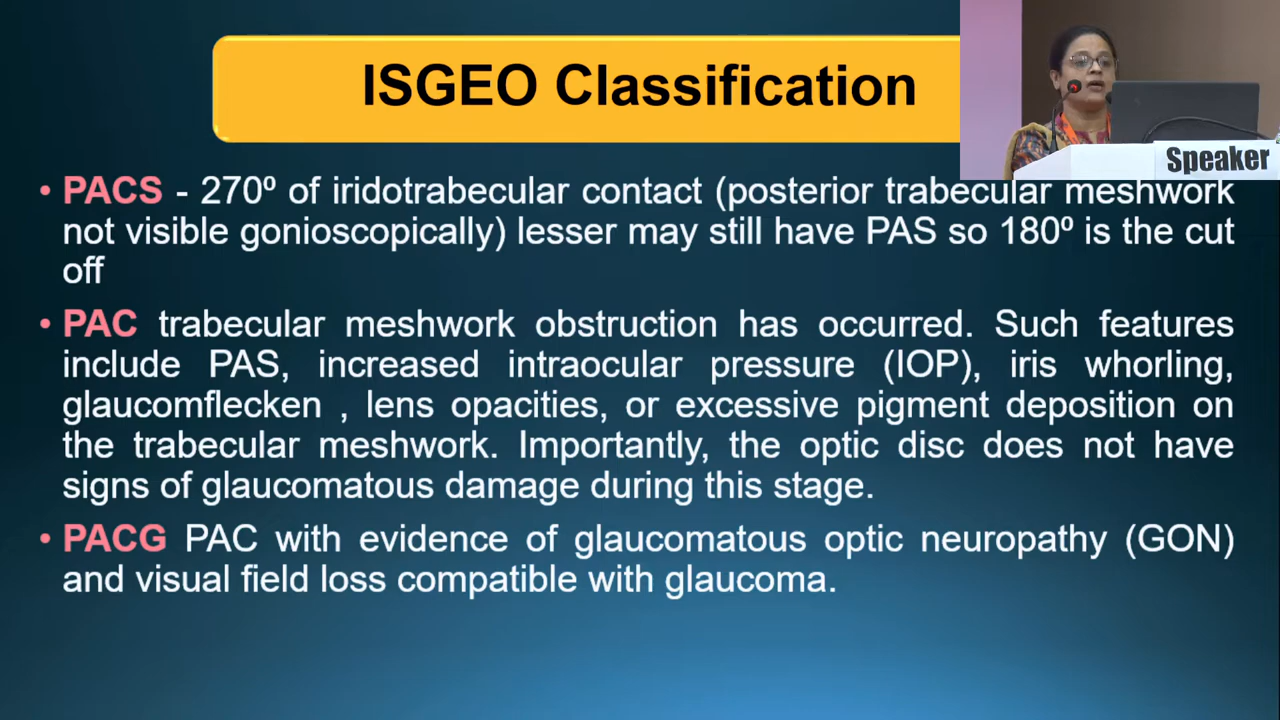 ISGEO Classification
Speaker
• PACS - 270º of iridotrabecular contact (posterior trabecular meshwork
not visible gonioscopically) lesser may still have PAS so 180º is the cut
off
• PAC trabecular meshwork obstruction has occurred. Such features
include PAS, increased intraocular pressure (IOP), iris whorling,
glaucomflecken , lens opacities, or excessive pigment deposition on
the trabecular meshwork. Importantly, the optic disc does not have
signs of glaucomatous damage during this stage.
• PACG PAC with evidence of glaucomatous optic neuropathy (GON)
and visual field loss compatible with glaucoma.